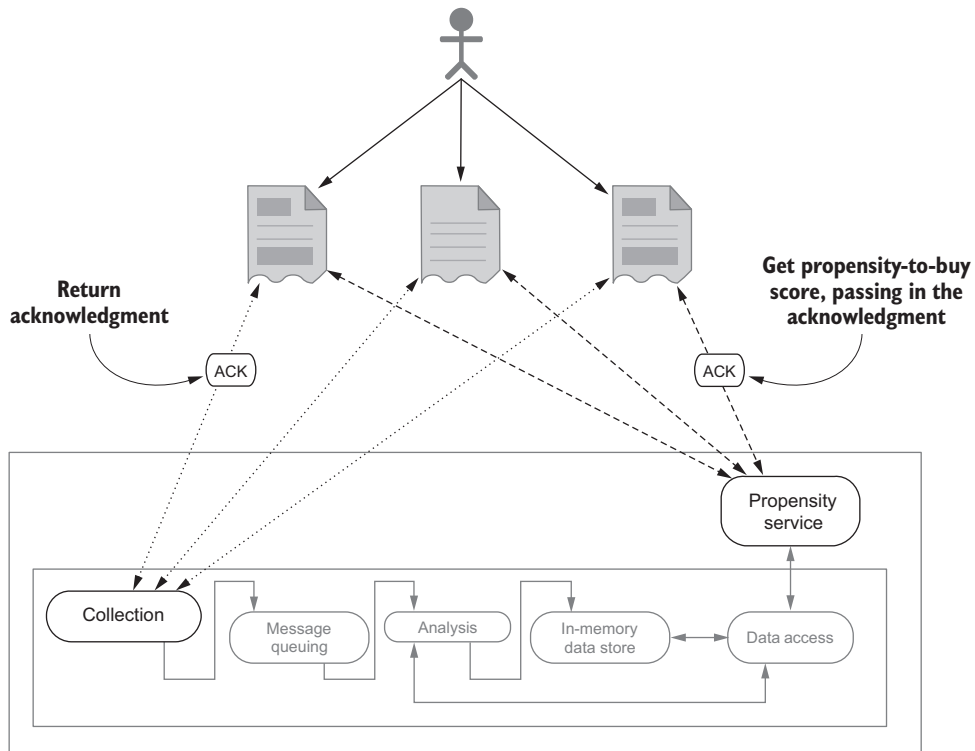 Return
acknowledgment
Get propensity-to-buy
score, passing in the
acknowledgment
ACK
ACK
Propensity
service
Collection
Message
queuing
Analysis
In-memory
data store
Data access